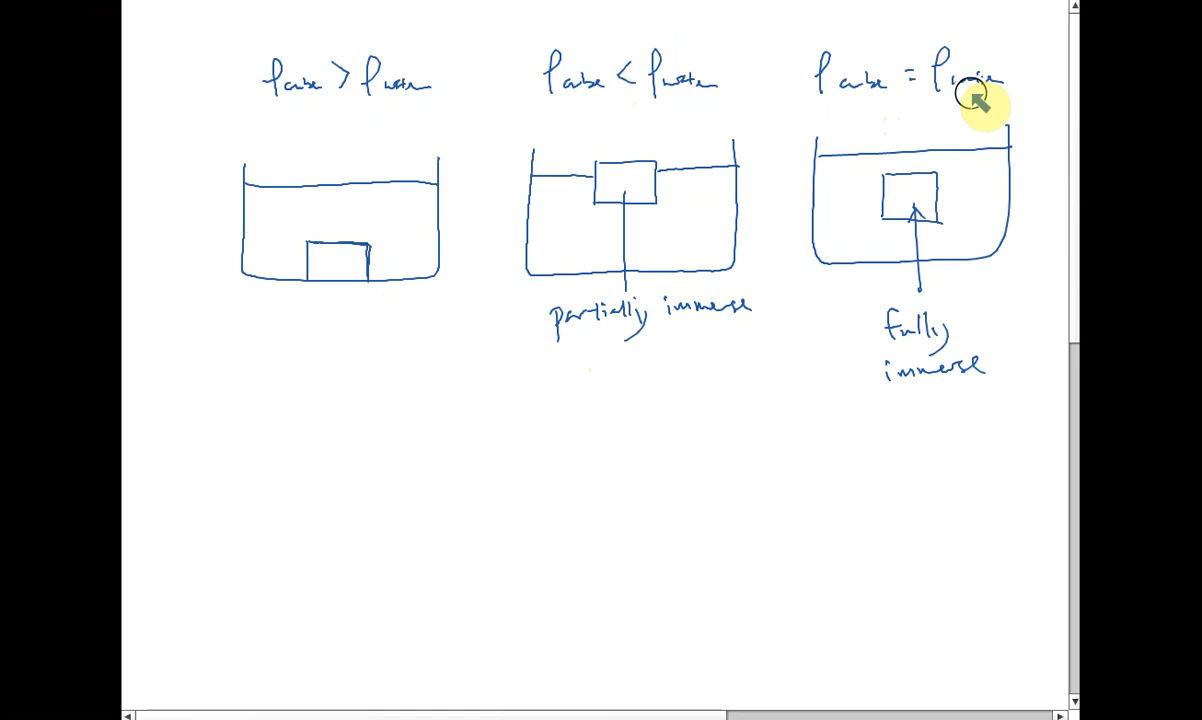 ρcube > ρwater
ρcube < ρwater
ρcube = ρwater
partially immerse
fully
immerse